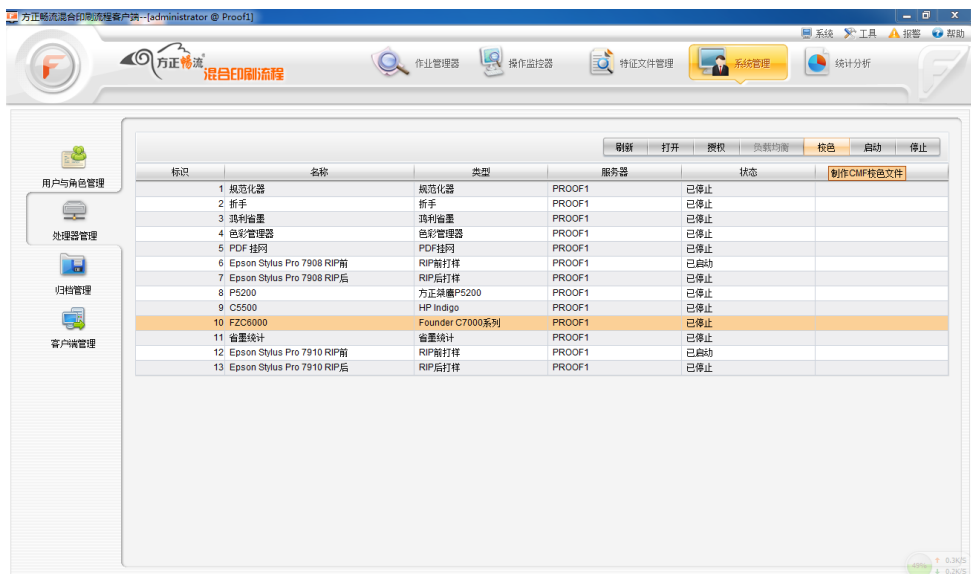 方正畅流混合印刷流程客户端--[administrator @ Proof1]
系统 工具 报警 帮助
方正畅流 混合印刷流程 作业管理器 操作监控器 特征文件管理 系统管理 统计分析
刷新 打开 授权 负载均衡 校色 启动 停止
标识 名称 类型 服务器 状态
制作CMF校色文件
1 规范化器 规范化器 PROOF1 已停止
2 折手 折手 PROOF1 已停止
3 鸿利省墨 鸿利省墨 PROOF1 已停止
4 色彩管理器 色彩管理器 PROOF1 已停止
5 PDF 挂网 PDF挂网 PROOF1 已停止
6 Epson Stylus Pro 7908 RIP前 RIP前打样 PROOF1 已启动
7 Epson Stylus Pro 7908 RIP后 RIP后打样 PROOF1 已停止
8 P5200 方正桀鹰P5200 PROOF1 已停止
9 C5500 HP Indigo PROOF1 已停止
10 FZC6000 Founder C7000系列 PROOF1 已停止
11 省墨统计 省墨统计 PROOF1 已停止
12 Epson Stylus Pro 7910 RIP前 RIP前打样 PROOF1 已启动
13 Epson Stylus Pro 7910 RIP后 RIP后打样 PROOF1 已停止
用户与角色管理
处理器管理
归档管理
客户端管理
0.2K/S
0.2K/S